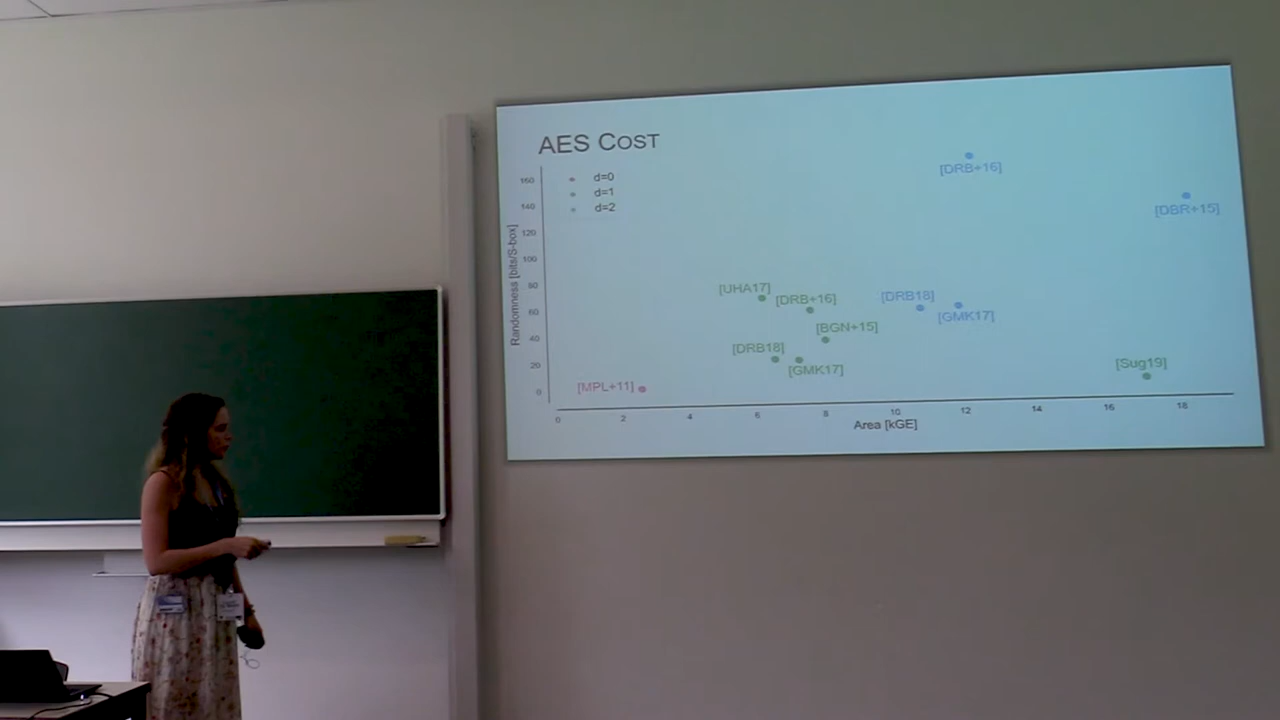 AES COST
d=0
d=1
d=2
160
140
120
100
80
60
40
20
0
Randomness [bits/S-box]
[DRB+16]
[DBR+15]
[UHA17]
[DRB+16]
[DRB18]
[GMK17]
[BGN+15]
[DRB18]
[GMK17]
[Sug19]
[MPL+11]
0 2 4 6 8 10 12 14 16 18
Area [kGE]